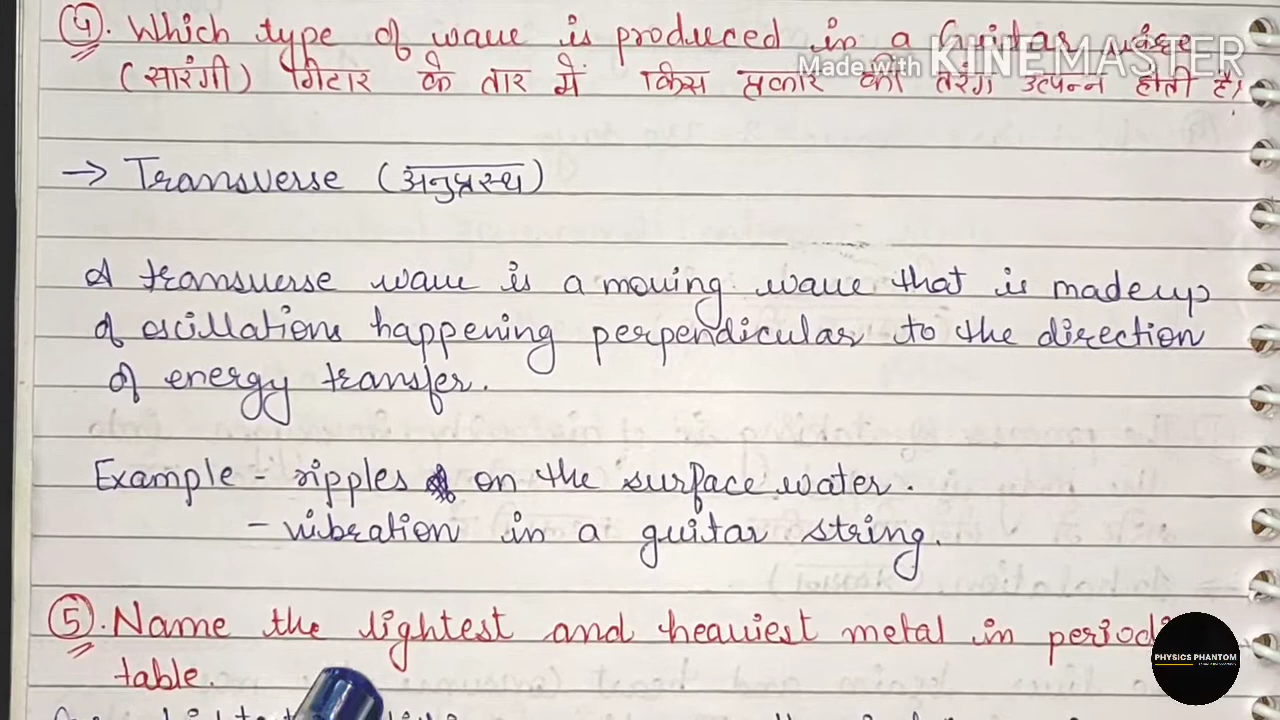 4. Which type of wave is produced in a Guitar
(सारंगी) गिटार के तार में किस प्रकार की तरंग उत्पन्न होती है।
Made with KINEMASTER
→ Transverse (अनुप्रस्थ)
A transverse wave is a moving wave that is madeup
of oscillations happening perpendicular to the direction
of energy transfer.
Example - ripples on the surface water.
- vibration in a guitar string.
5. Name the lightest and heaviest metal in periodic
table.
PHYSICS PHANTOM